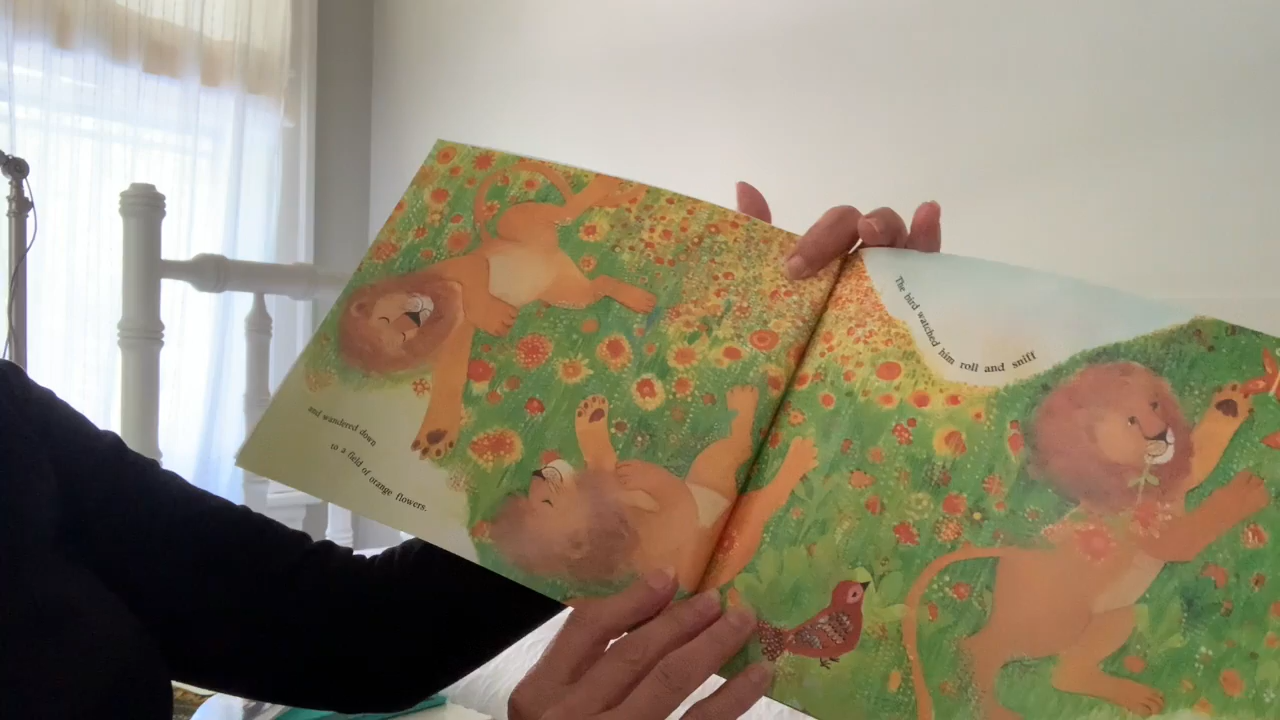 and wandered down
to a field of orange flowers.
The bird watched him roll and sniff